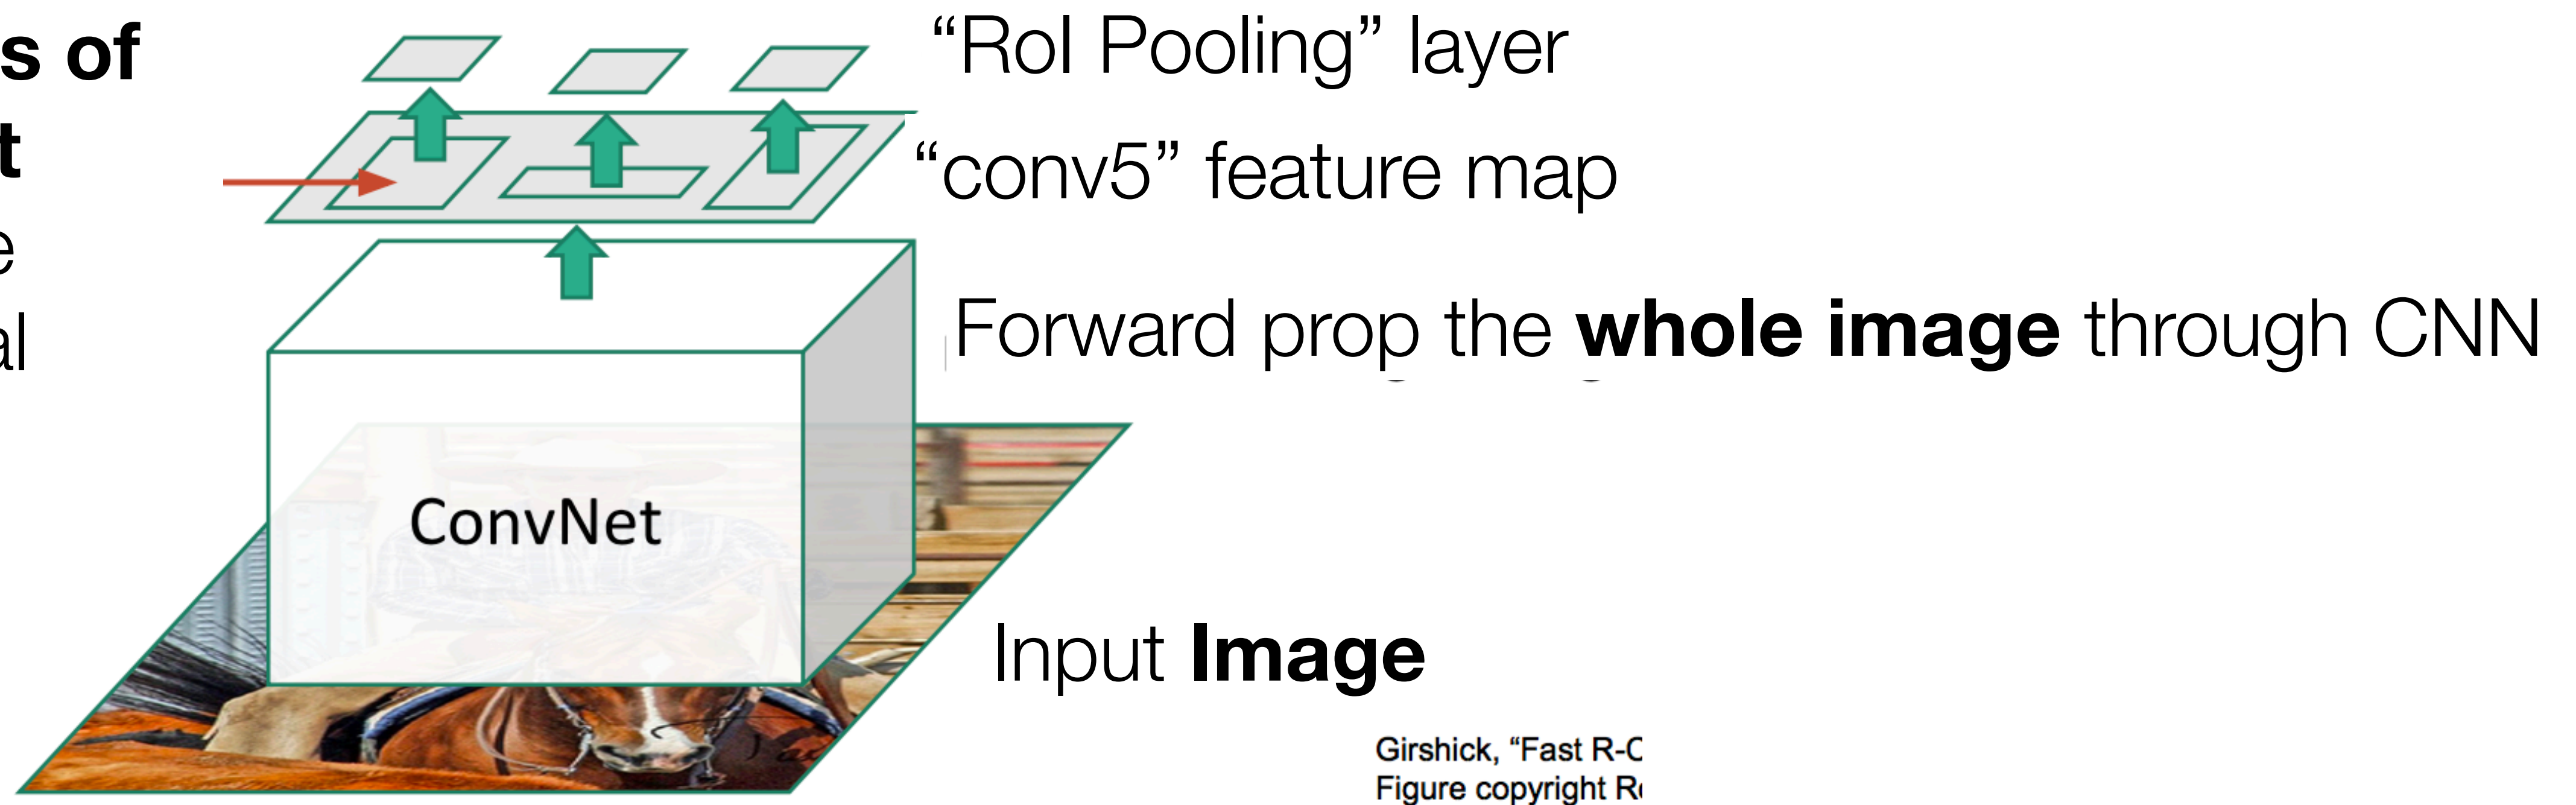 s of
t
e
al
“RoI Pooling” layer
“conv5” feature map
Forward prop the whole image through CNN
ConvNet
Input Image
Girshick, “Fast R-C
Figure copyright R